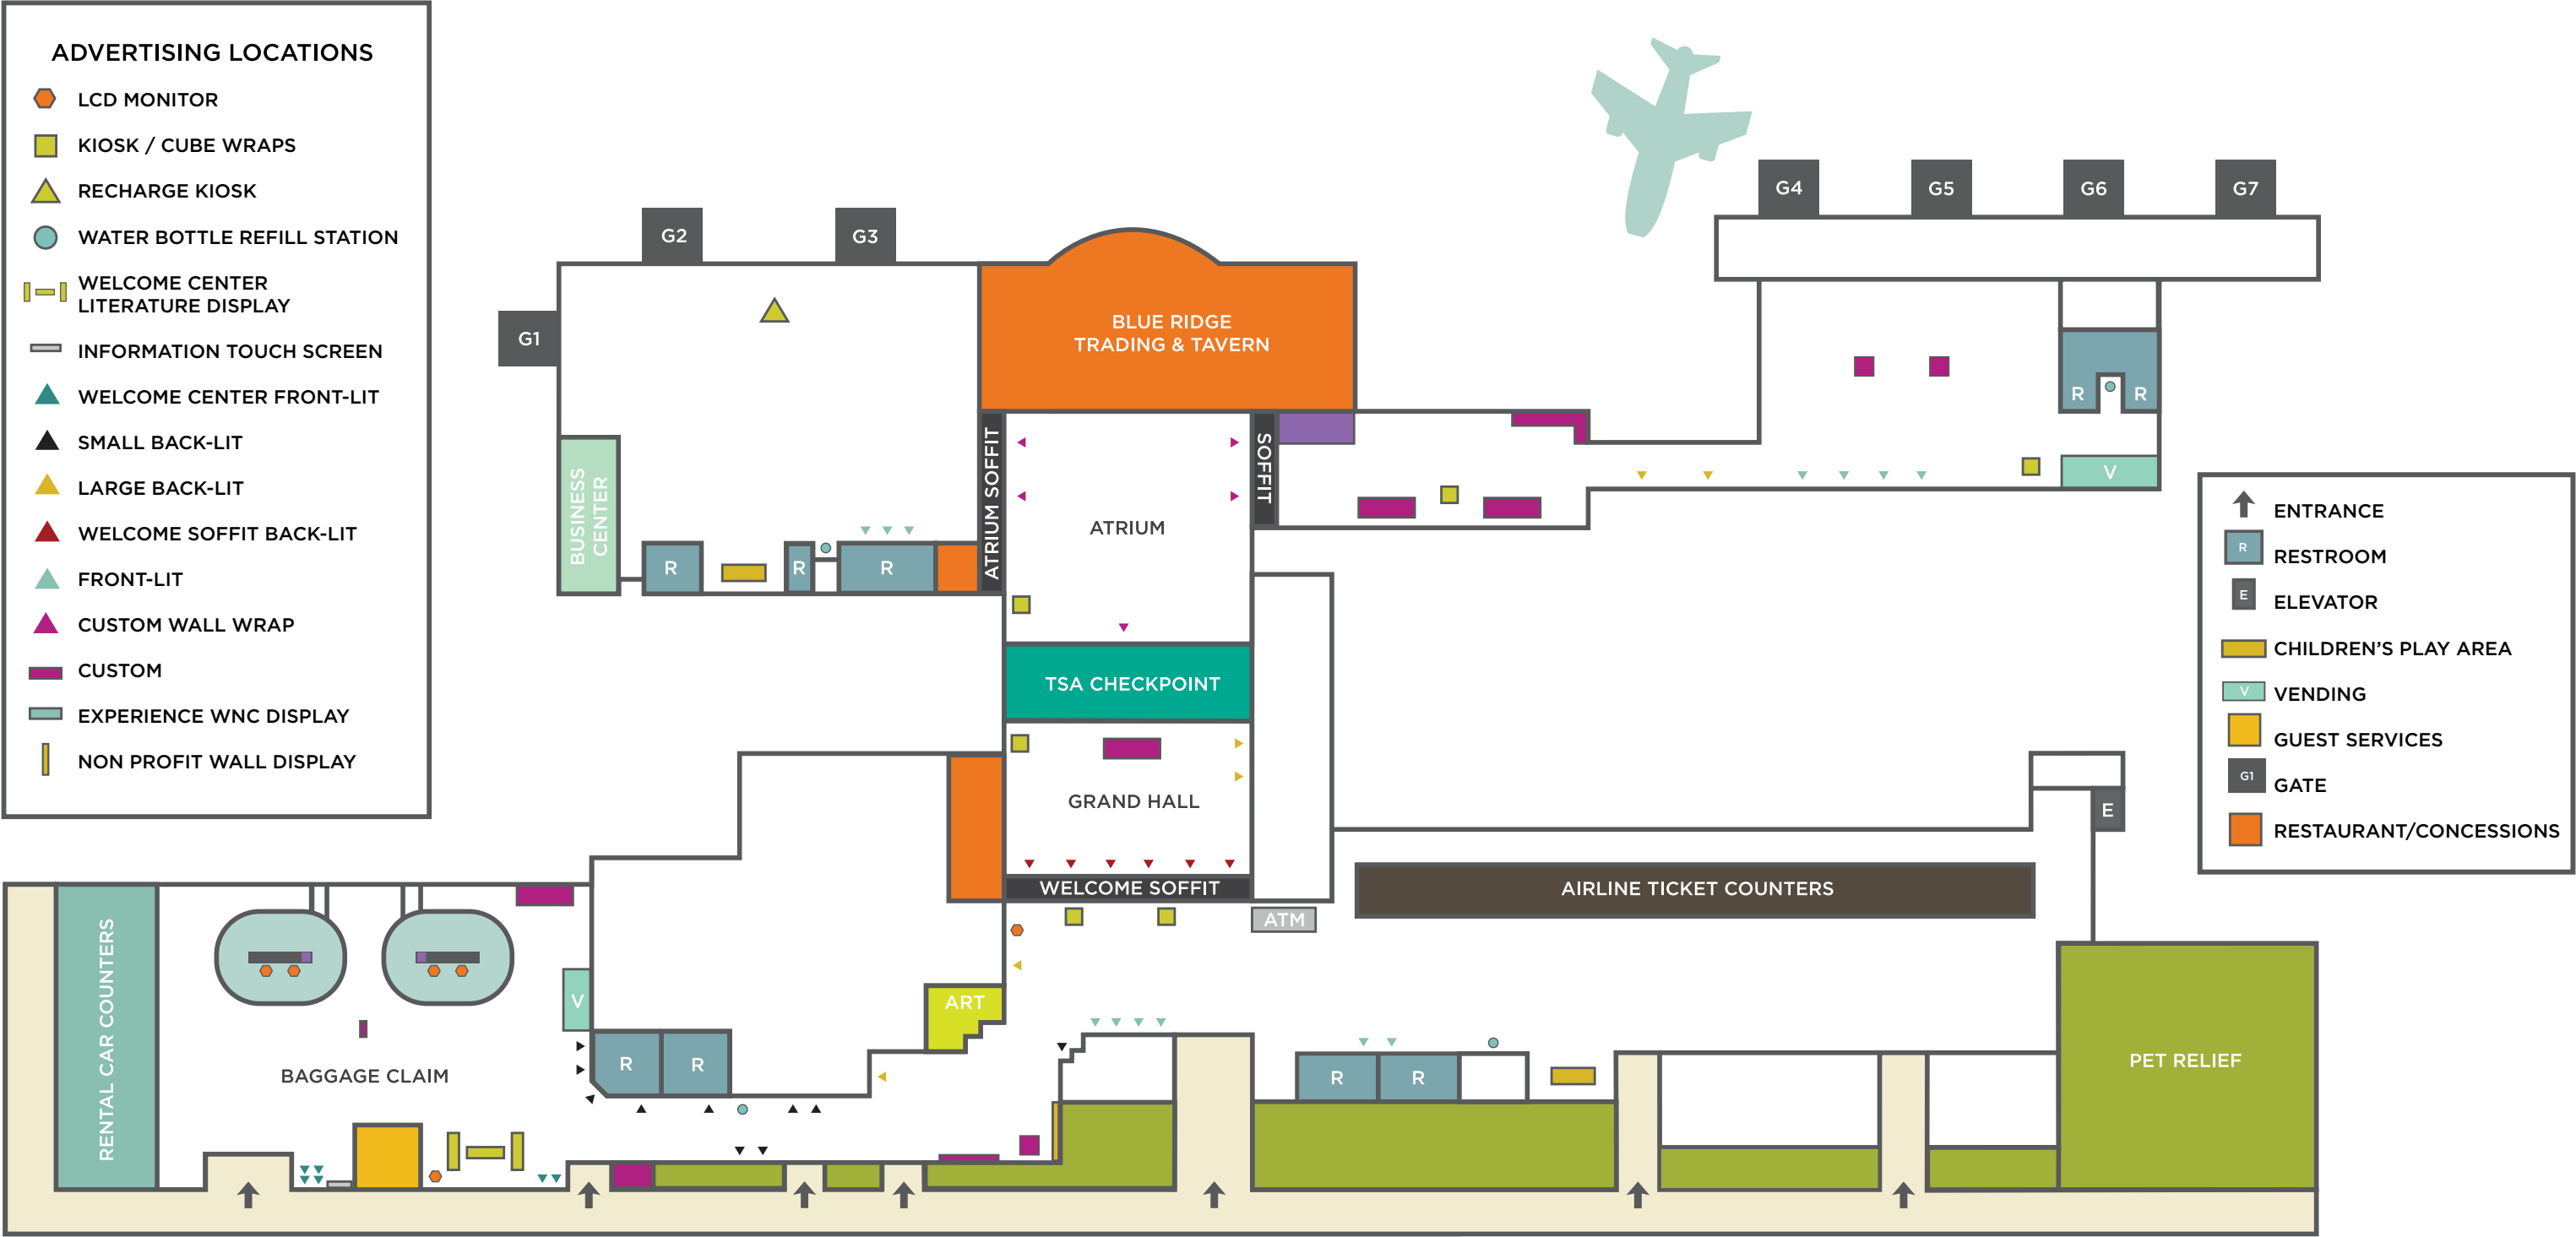 ADVERTISING LOCATIONS
LCD MONITOR
KIOSK / CUBE WRAPS
RECHARGE KIOSK
WATER BOTTLE REFILL STATION
WELCOME CENTER
LITERATURE DISPLAY
INFORMATION TOUCH SCREEN
WELCOME CENTER FRONT-LIT
SMALL BACK-LIT
LARGE BACK-LIT
WELCOME SOFFIT BACK-LIT
FRONT-LIT
CUSTOM WALL WRAP
CUSTOM
EXPERIENCE WNC DISPLAY
NON PROFIT WALL DISPLAY
G1
G2
G3
G4
G5
G6
G7
BLUE RIDGE
TRADING & TAVERN
BUSINESS
CENTER
R
R
R
ATRIUM SOFFIT
ATRIUM
SOFFIT
R
R
V
TSA CHECKPOINT
GRAND HALL
WELCOME SOFFIT
ATM
AIRLINE TICKET COUNTERS
E
RENTAL CAR COUNTERS
BAGGAGE CLAIM
V
R
R
ART
R
R
PET RELIEF
ENTRANCE
R
RESTROOM
E
ELEVATOR
CHILDREN'S PLAY AREA
V
VENDING
GUEST SERVICES
G1
GATE
RESTAURANT/CONCESSIONS